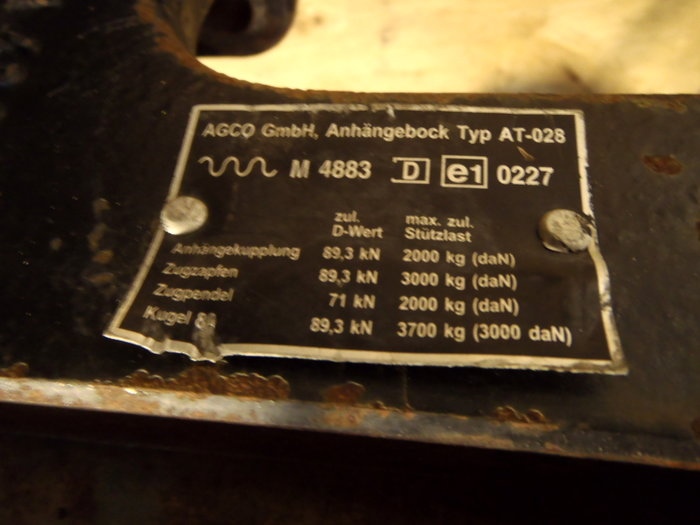 AGCO GmbH, Anhängebock Typ AT-028
M 4883 D e1 0227
zul. max. zul.
D-Wert Stützlast
Anhängekupplung 89,3 kN 2000 kg (daN)
Zugzapfen 89,3 kN 3000 kg (daN)
Zugpendel 71 kN 2000 kg (daN)
Kugel 80 89,3 kN 3700 kg (3000 daN)